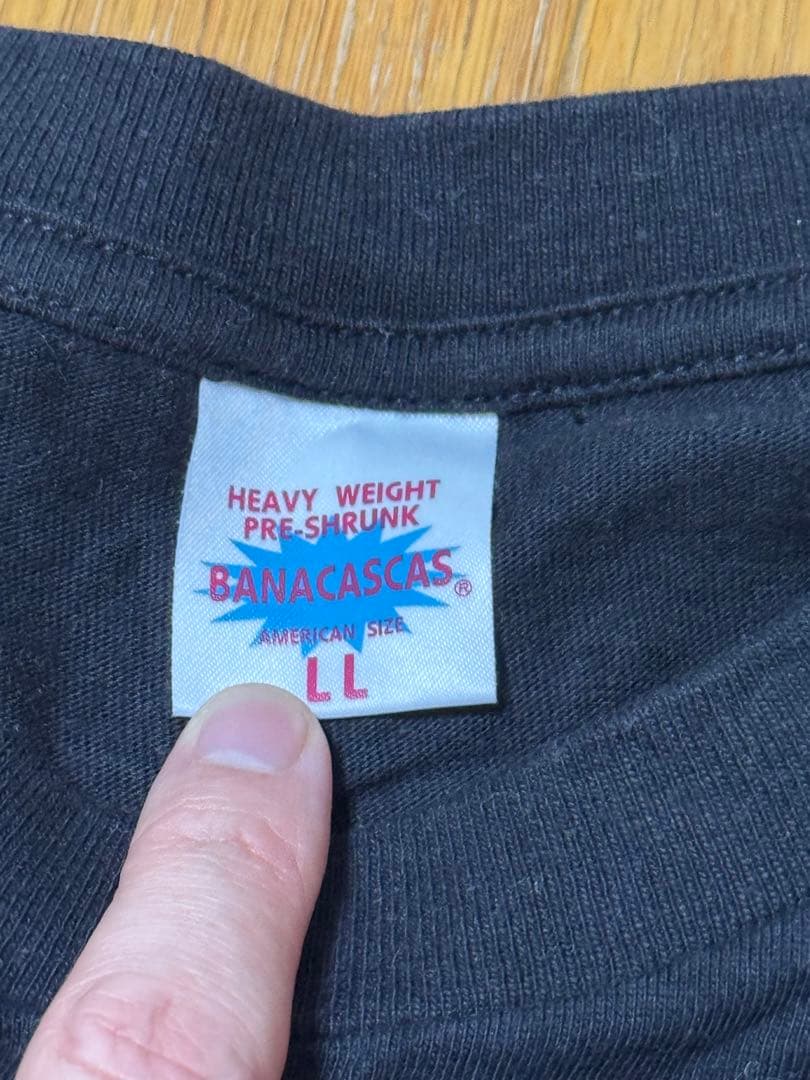 HEAVY WEIGHT
PRE-SHRUNK
BANACASCAS®
AMERICAN SIZE
LL